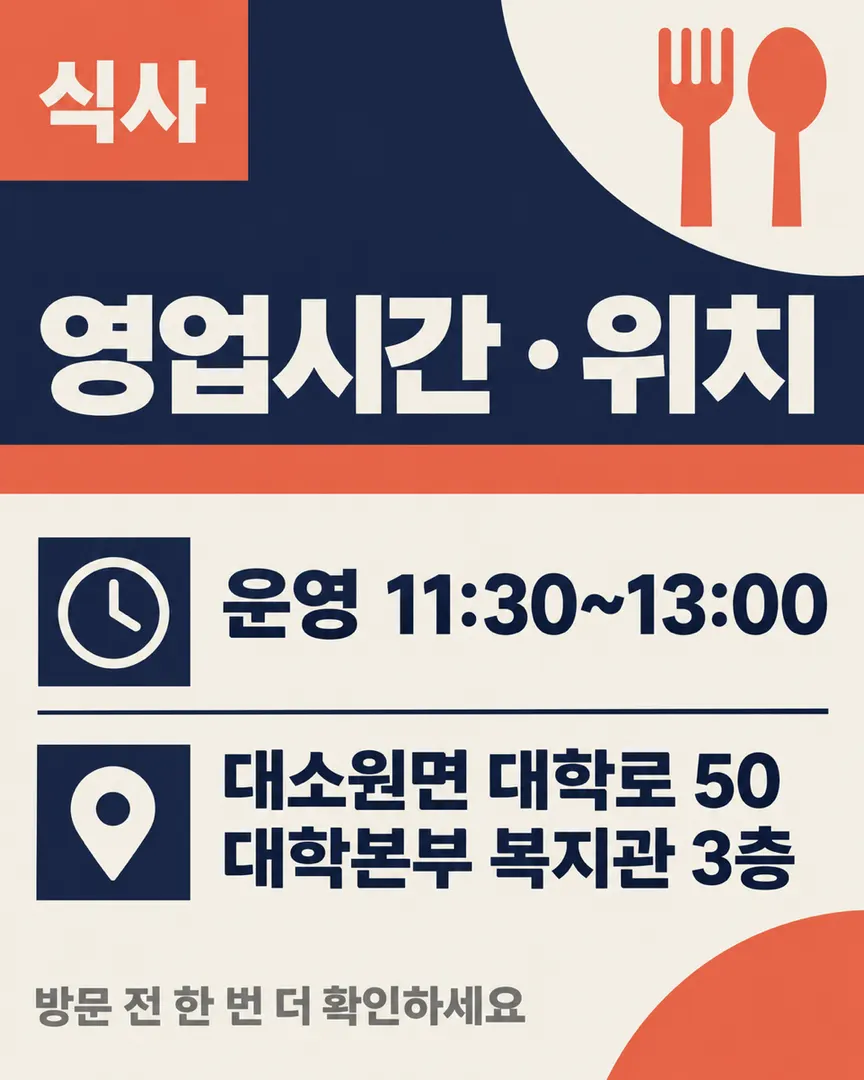 식사
영업시간·위치
운영 11:30~13:00
대소원면 대학로 50
대학본부 복지관 3층
방문 전 한 번 더 확인하세요